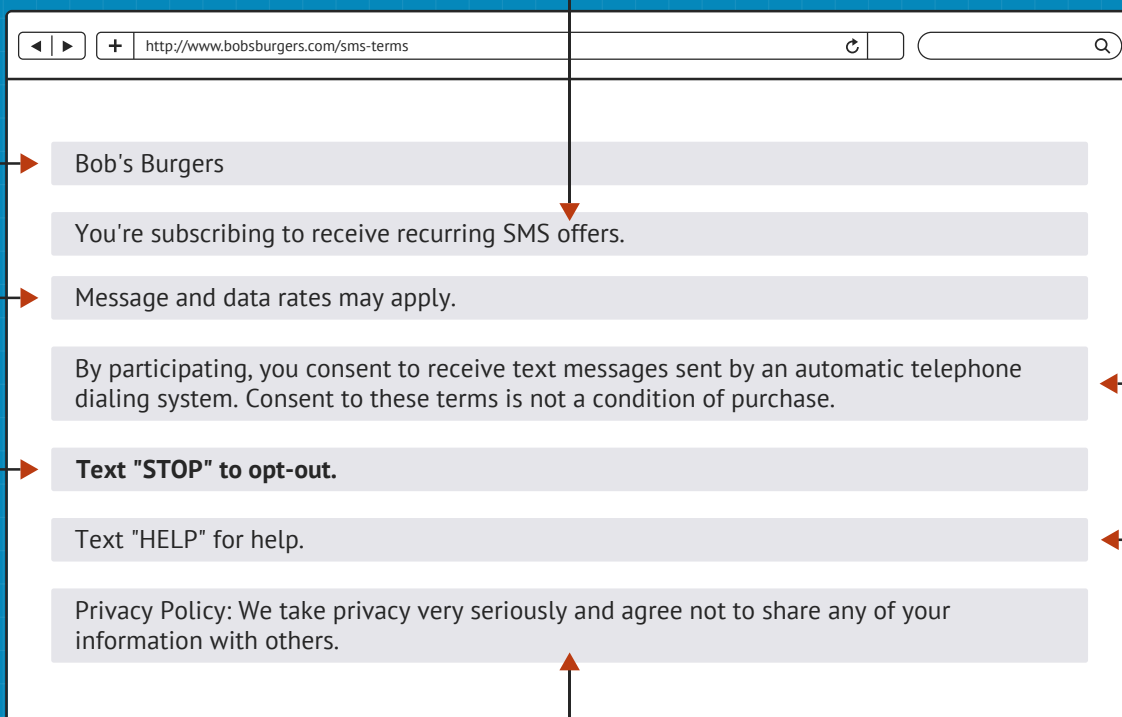 http://www.bobsburgers.com/sms-terms
Bob's Burgers
You're subscribing to receive recurring SMS offers.
Message and data rates may apply.
By participating, you consent to receive text messages sent by an automatic telephone
dialing system. Consent to these terms is not a condition of purchase.
Text "STOP" to opt-out.
Text "HELP" for help.
Privacy Policy: We take privacy very seriously and agree not to share any of your
information with others.